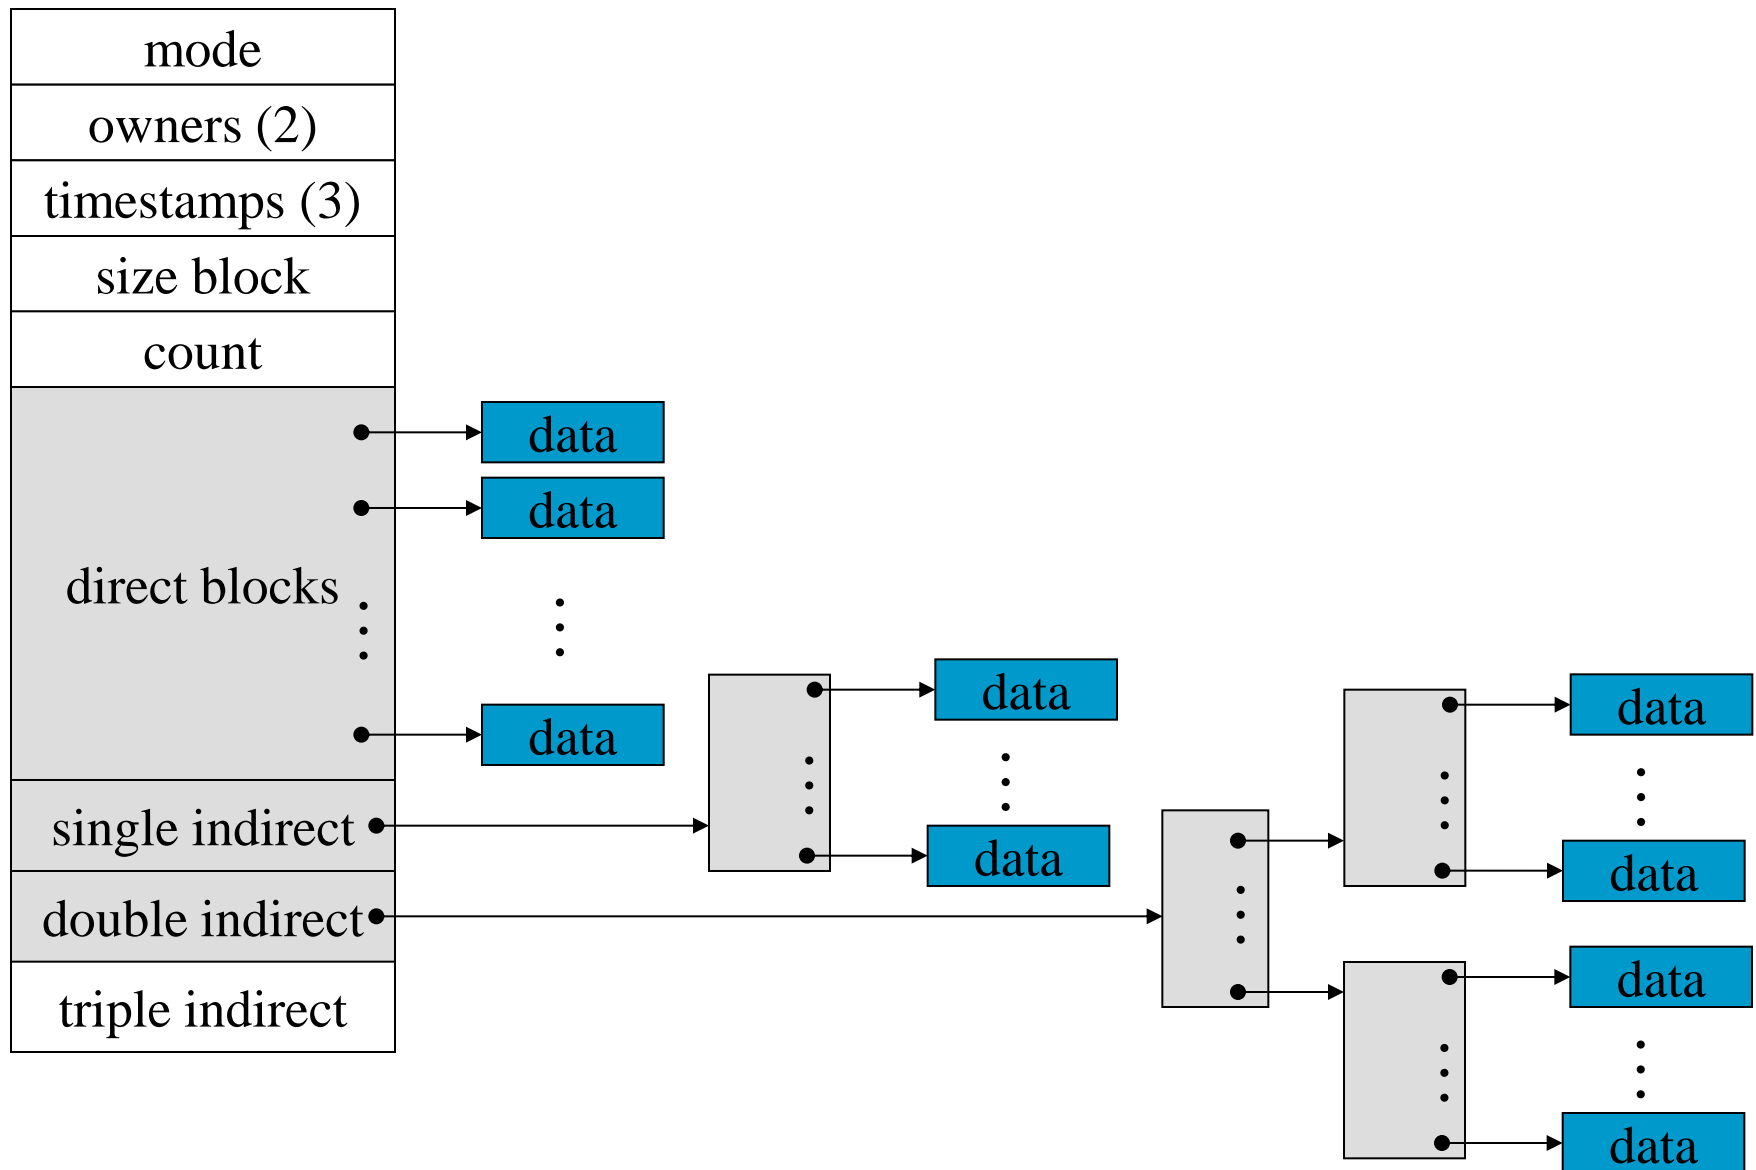 mode
owners (2)
timestamps (3)
size block
count
direct blocks
single indirect
double indirect
triple indirect
data
data
data
data
data
data
data
data
data